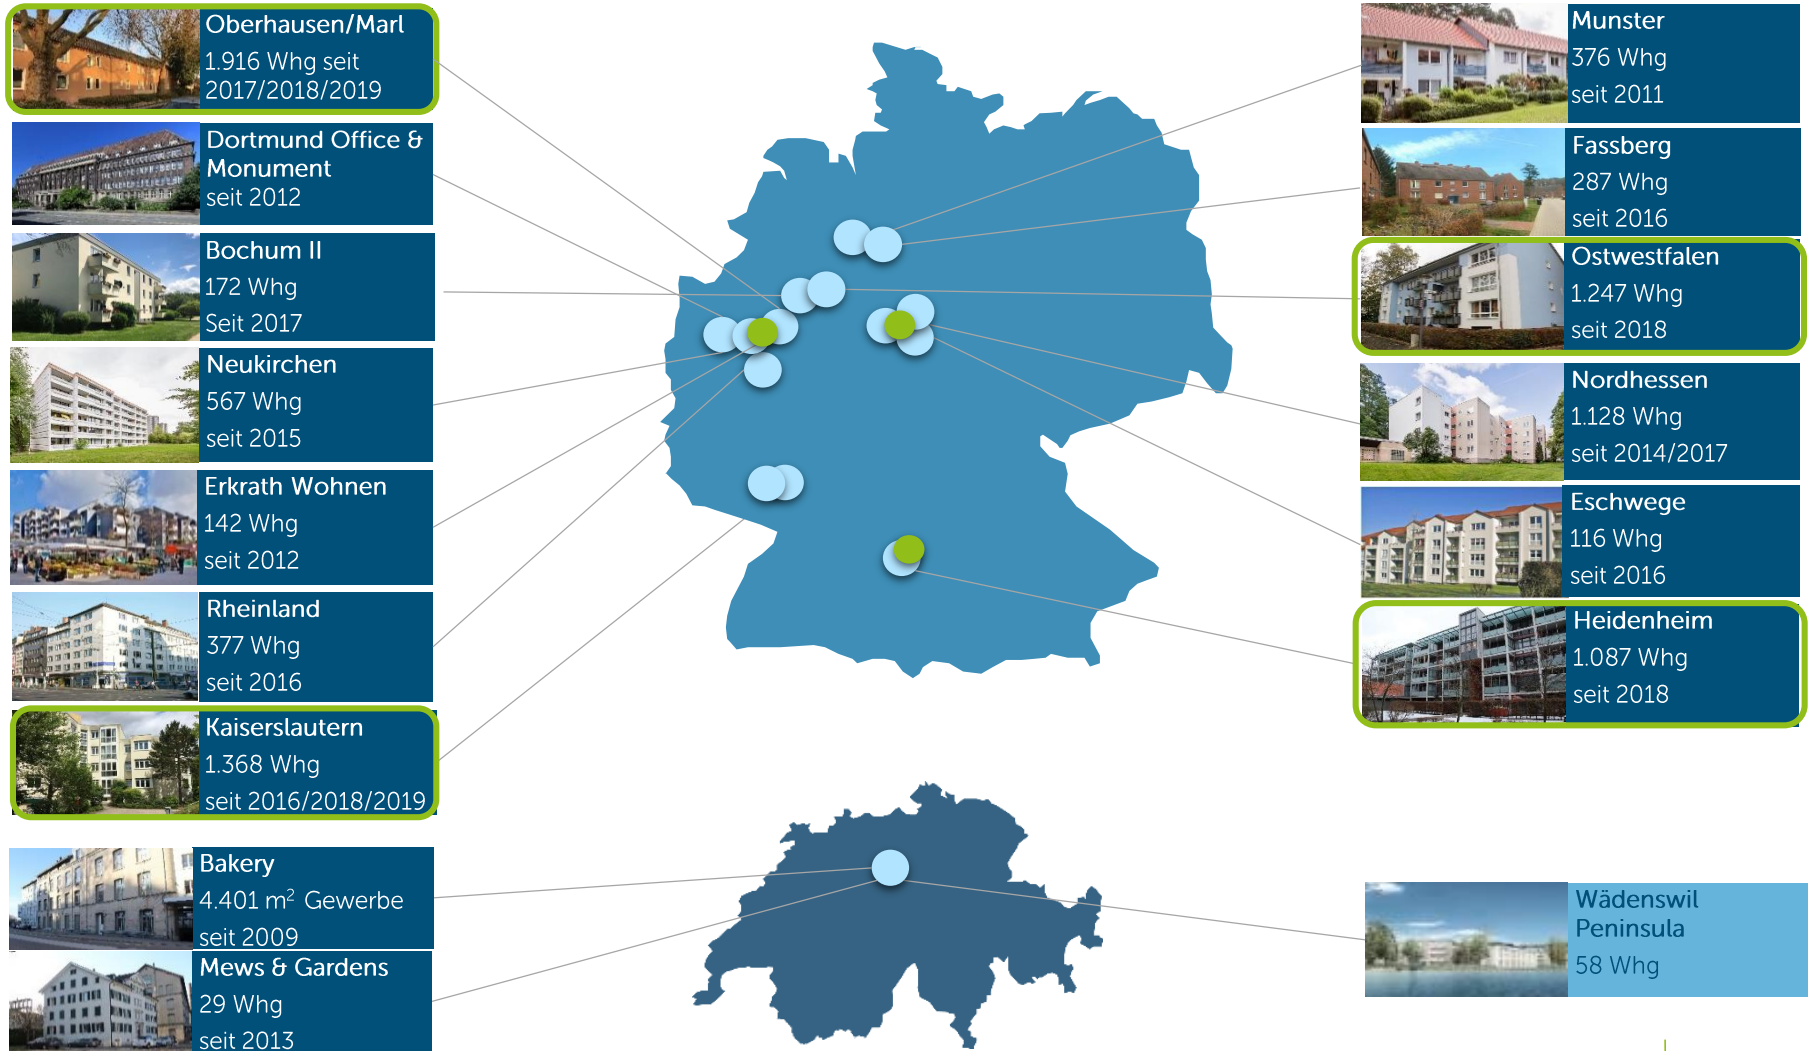 Oberhausen/Marl
1.916 Whg seit
2017/2018/2019
Dortmund Office &
Monument
seit 2012
Bochum II
172 Whg
Seit 2017
Neukirchen
567 Whg
seit 2015
Erkrath Wohnen
142 Whg
seit 2012
Rheinland
377 Whg
seit 2016
Kaiserslautern
1.368 Whg
seit 2016/2018/2019
Bakery
4.401 m² Gewerbe
seit 2009
Mews & Gardens
29 Whg
seit 2013
Munster
376 Whg
seit 2011
Fassberg
287 Whg
seit 2016
Ostwestfalen
1.247 Whg
seit 2018
Nordhessen
1.128 Whg
seit 2014/2017
Eschwege
116 Whg
seit 2016
Heidenheim
1.087 Whg
seit 2018
Wädenswil
Peninsula
58 Whg